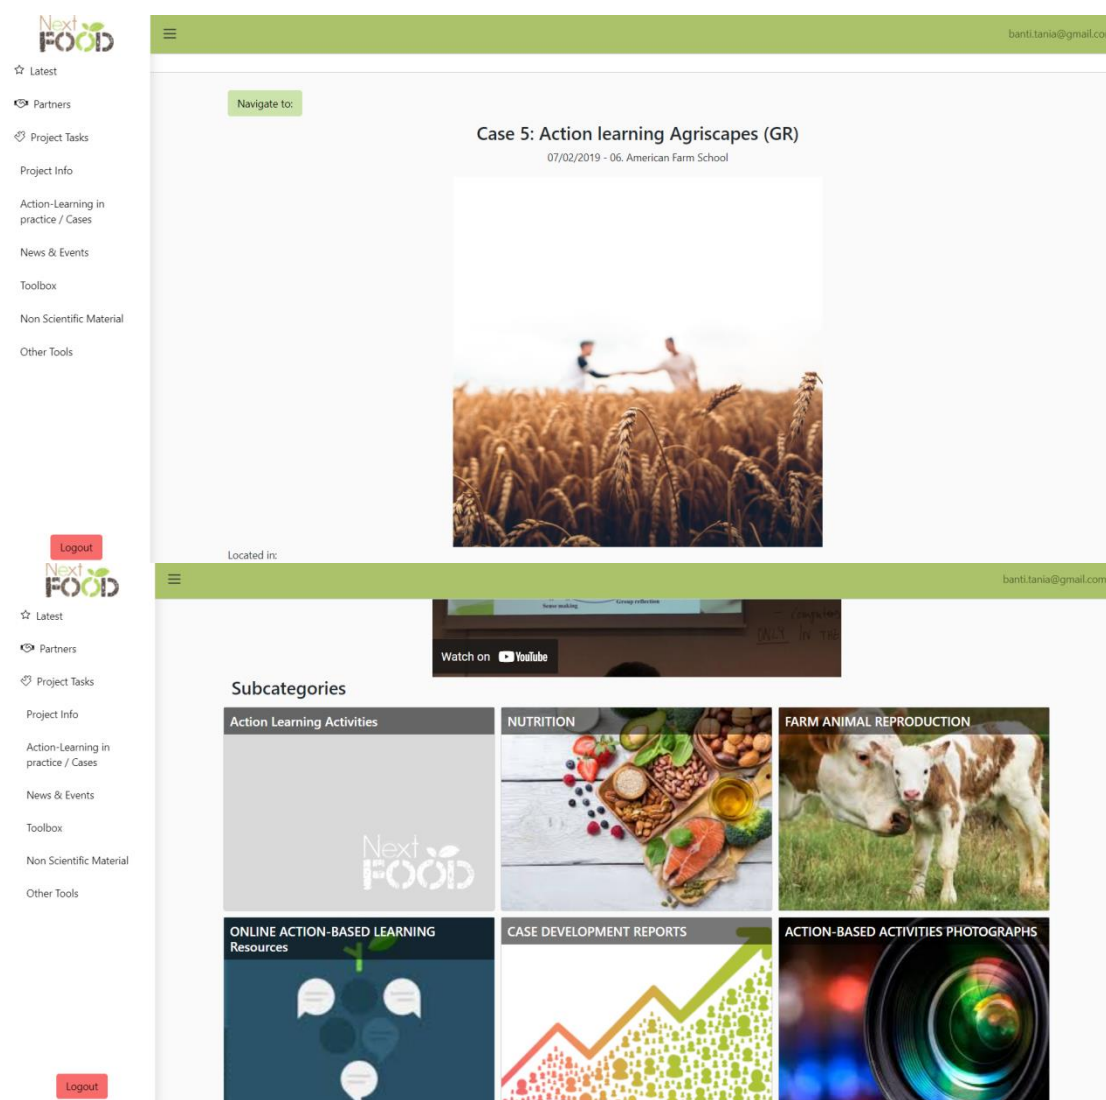 Next
FOOD
banti.tania@gmail.co
Latest
Partners
Project Tasks
Project Info
Action-Learning in
practice / Cases
News & Events
Toolbox
Non Scientific Material
Other Tools
Logout
Navigate to:
Case 5: Action learning Agriscapes (GR)
07/02/2019 - 06. American Farm School
Located in:
Next
FOOD
banti.tania@gmail.com
Latest
Partners
Project Tasks
Project Info
Action-Learning in
practice / Cases
News & Events
Toolbox
Non Scientific Material
Other Tools
Logout
Some making
Group reflection
ONLY IN THE
Watch on YouTube
Subcategories
Action Learning Activities
Next
FOOD
NUTRITION
FARM ANIMAL REPRODUCTION
ONLINE ACTION-BASED LEARNING
Resources
CASE DEVELOPMENT REPORTS
ACTION-BASED ACTIVITIES PHOTOGRAPHS